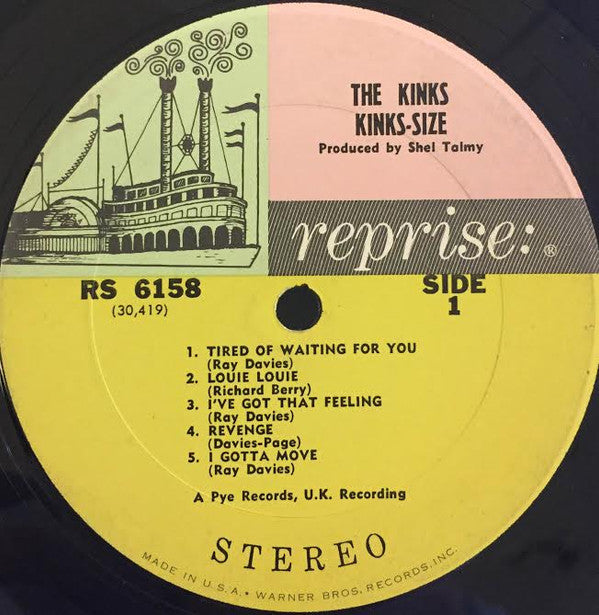 THE KINKS
KINKS-SIZE
Produced by Shel Talmy
reprise:®
RS 6158
(30,419)
SIDE
1
1. TIRED OF WAITING FOR YOU
(Ray Davies)
2. LOUIE LOUIE
(Richard Berry)
3. I'VE GOT THAT FEELING
(Ray Davies)
4. REVENGE
(Davies-Page)
5. I GOTTA MOVE
(Ray Davies)
A Pye Records, U.K. Recording
STEREO
MADE IN U.S.A. • WARNER BROS. RECORDS, INC.